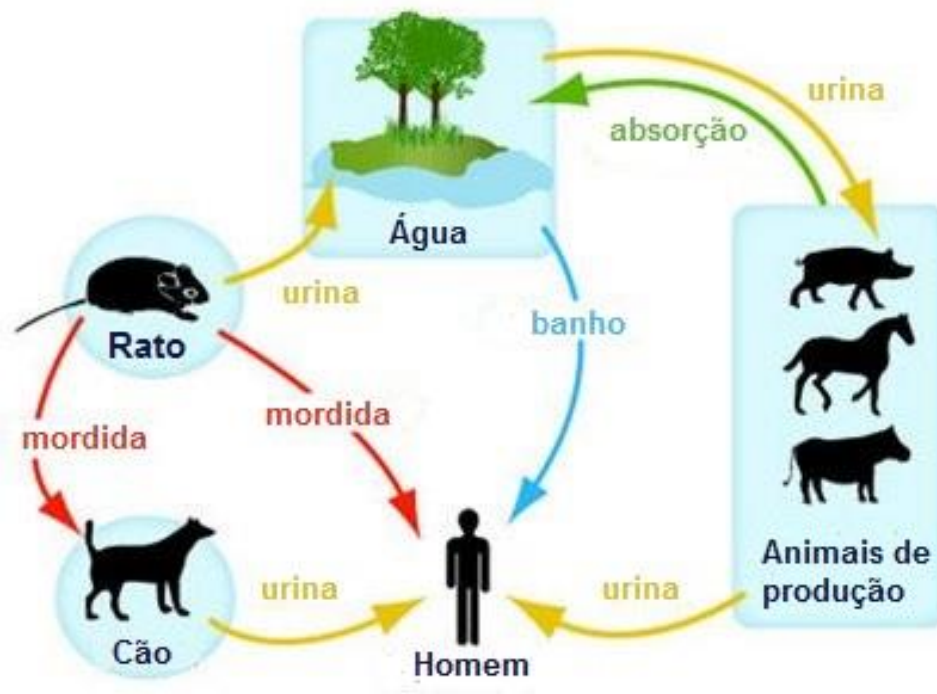 urina
absorção
Água
urina
banho
Rato
mordida
mordida
Animais de
produção
urina
urina
Cão
Homem